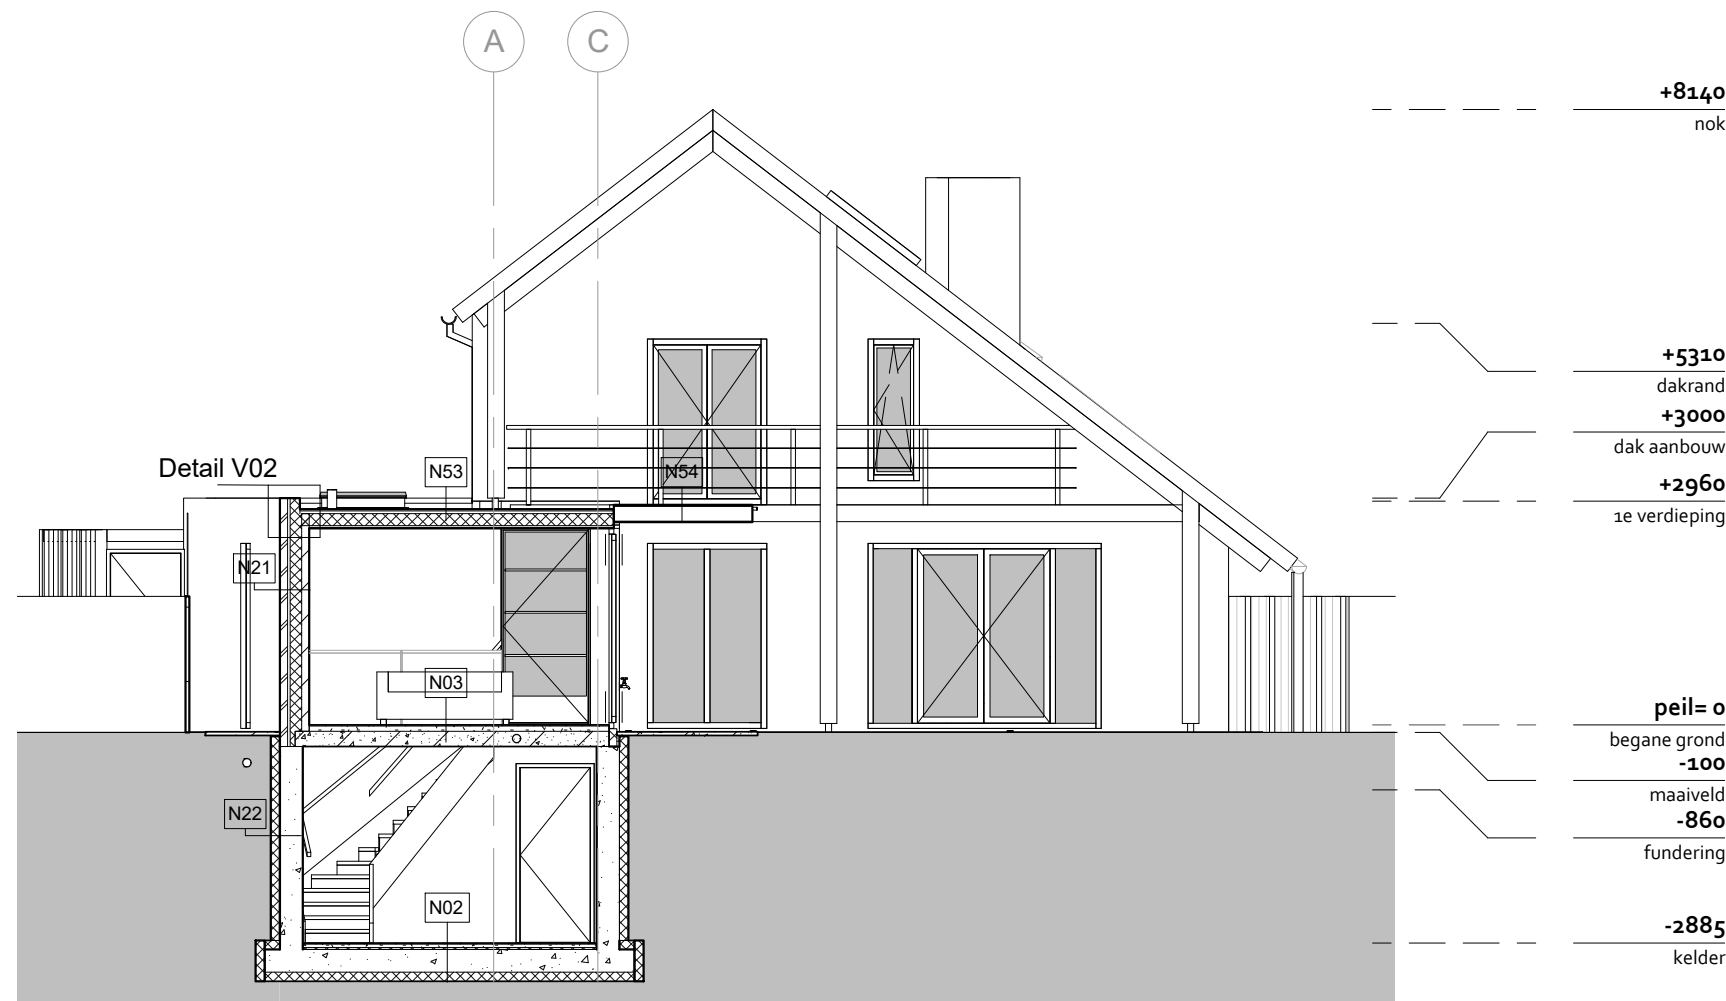 A
C
+8140
nok
+5310
dakrand
+3000
dak aanbouw
+2960
1e verdieping
Detail V02
N53
N54
N21
N03
peil= 0
begane grond
-100
maaiveld
-860
fundering
N22
N02
-2885
kelder